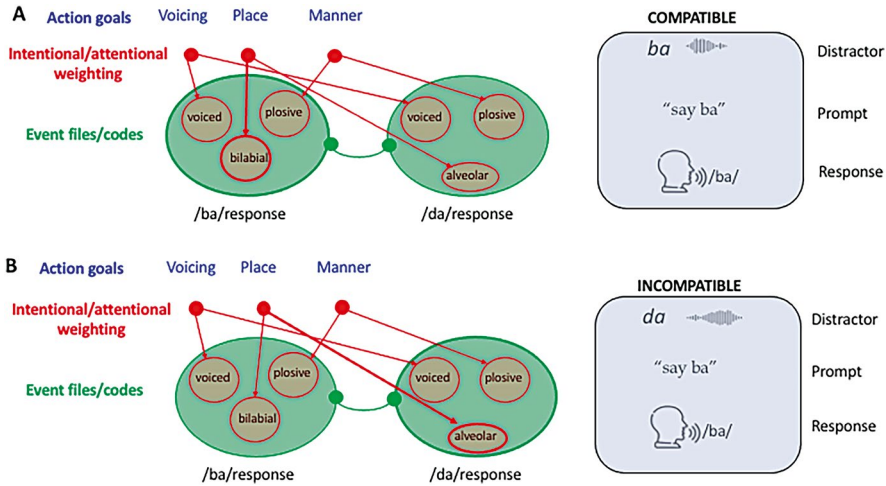 A
Action goals Voicing Place Manner
Intentional/attentional
weighting
Event files/codes
voiced
plosive
bilabial
voiced
plosive
alveolar
/ba/response
/da/response
COMPATIBLE
ba
Distractor
"say ba"
Prompt
/ba/
Response
B
Action goals Voicing Place Manner
Intentional/attentional
weighting
Event files/codes
voiced
plosive
bilabial
voiced
plosive
alveolar
/ba/response
/da/response
INCOMPATIBLE
da
Distractor
"say ba"
Prompt
/ba/
Response